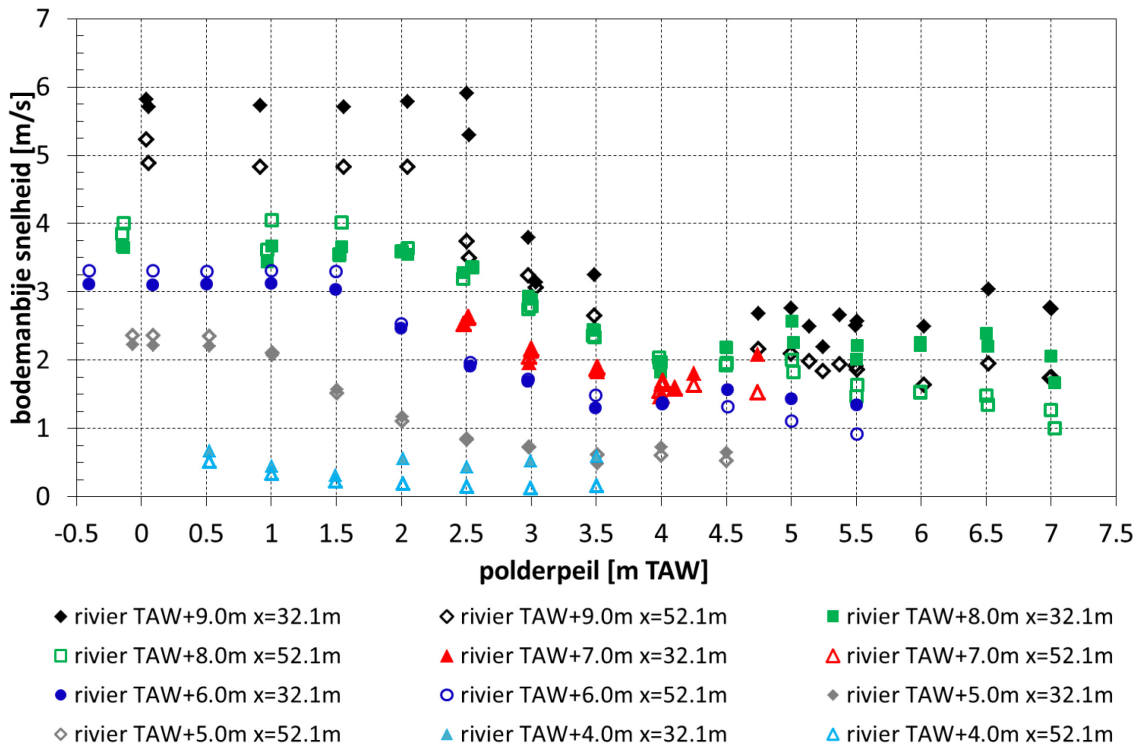 bodemanbije snelheid [m/s]
7
6
5
4
3
2
1
0
-0.5 0 0.5 1 1.5 2 2.5 3 3.5 4 4.5 5 5.5 6 6.5 7 7.5
polderpeil [m TAW]
rivier TAW+9.0m x=32.1m rivier TAW+9.0m x=52.1m rivier TAW+8.0m x=32.1m
rivier TAW+8.0m x=52.1m rivier TAW+7.0m x=32.1m rivier TAW+7.0m x=52.1m
rivier TAW+6.0m x=32.1m rivier TAW+6.0m x=52.1m rivier TAW+5.0m x=32.1m
rivier TAW+5.0m x=52.1m rivier TAW+4.0m x=32.1m rivier TAW+4.0m x=52.1m